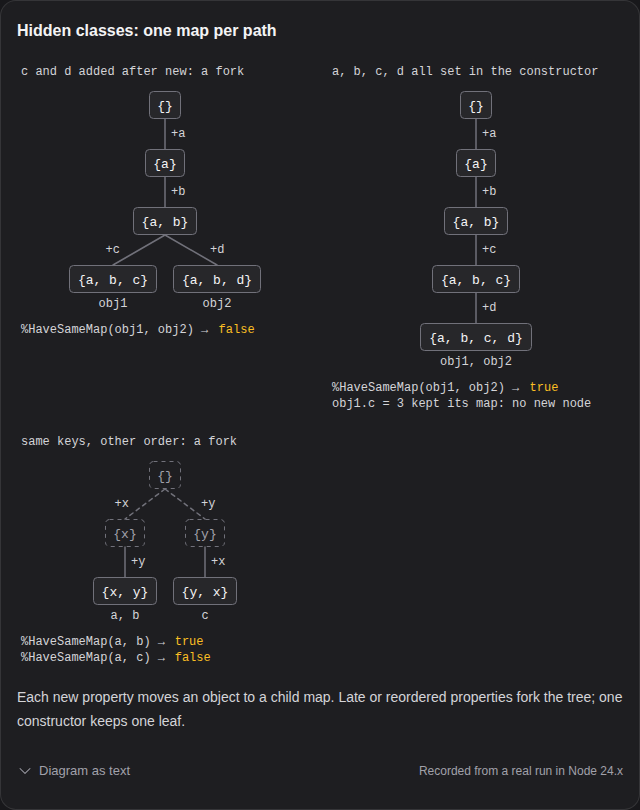 Hidden classes: one map per path
c and d added after new: a fork
{}
+a
{a}
+b
{a, b}
+c +d
{a, b, c} {a, b, d}
obj1 obj2
%HaveSameMap(obj1, obj2) → false
a, b, c, d all set in the constructor
{}
+a
{a}
+b
{a, b}
+c
{a, b, c}
+d
{a, b, c, d}
obj1, obj2
%HaveSameMap(obj1, obj2) → true
obj1.c = 3 kept its map: no new node
same keys, other order: a fork
{}
+x +y
{x} {y}
+y +x
{x, y} {y, x}
a, b c
%HaveSameMap(a, b) → true
%HaveSameMap(a, c) → false
Each new property moves an object to a child map. Late or reordered properties fork the tree; one
constructor keeps one leaf.
Diagram as text
Recorded from a real run in Node 24.x